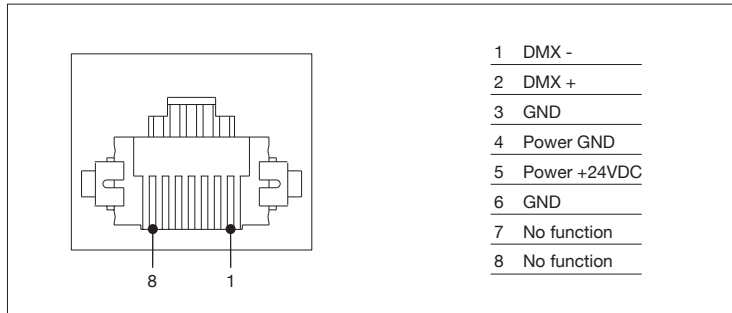 8 1
1 DMX -
2 DMX +
3 GND
4 Power GND
5 Power +24VDC
6 GND
7 No function
8 No function